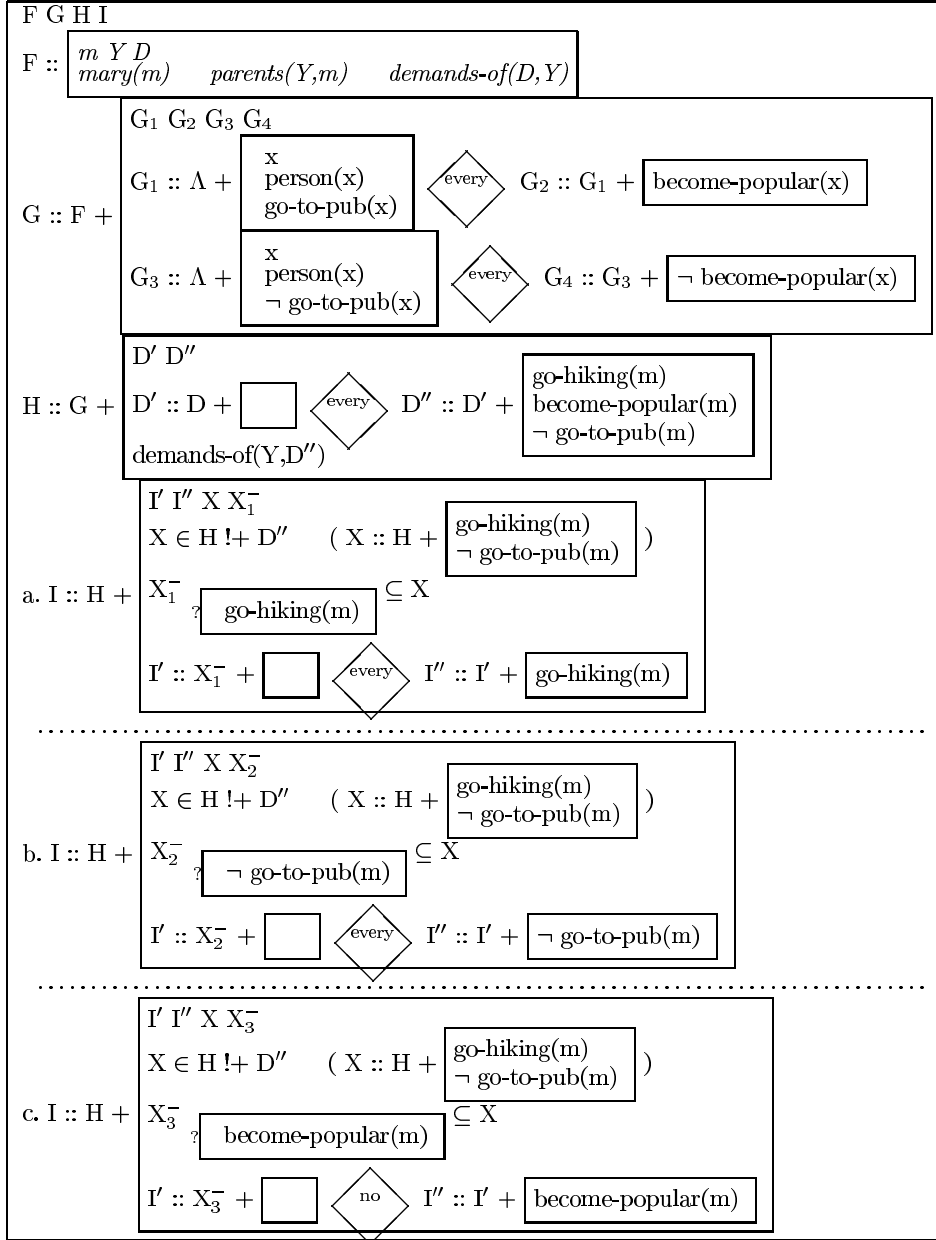 F G H I
F :: m Y D
mary(m) parents(Y,m) demands-of(D,Y)
G₁ G₂ G₃ G₄
G :: F +
G₁ :: Λ + x
person(x)
go-to-pub(x)
every G₂ :: G₁ + become-popular(x)
G₃ :: Λ + x
person(x)
¬ go-to-pub(x)
every G₄ :: G₃ + ¬ become-popular(x)
H :: G +
D′ D″
D′ :: D + every D″ :: D′ + go-hiking(m)
become-popular(m)
¬ go-to-pub(m)
demands-of(Y,D″)
a. I :: H +
I′ I″ X X₁⁻
X ∈ H !+ D″ ( X :: H + go-hiking(m)
¬ go-to-pub(m) )
X₁⁻ ? go-hiking(m) ⊆ X
I′ :: X₁⁻ + every I″ :: I′ + go-hiking(m)
b. I :: H +
I′ I″ X X₂⁻
X ∈ H !+ D″ ( X :: H + go-hiking(m)
¬ go-to-pub(m) )
X₂⁻ ? ¬ go-to-pub(m) ⊆ X
I′ :: X₂⁻ + every I″ :: I′ + ¬ go-to-pub(m)
c. I :: H +
I′ I″ X X₃⁻
X ∈ H !+ D″ ( X :: H + go-hiking(m)
¬ go-to-pub(m) )
X₃⁻ ? become-popular(m) ⊆ X
I′ :: X₃⁻ + no I″ :: I′ + become-popular(m)